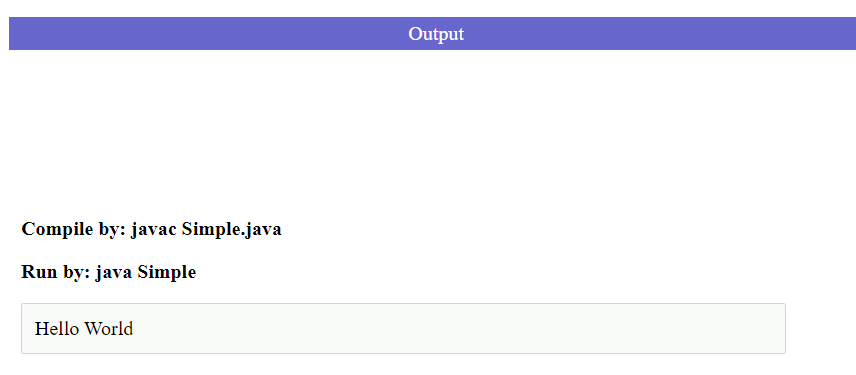 Output
Compile by: javac Simple.java
Run by: java Simple
Hello World